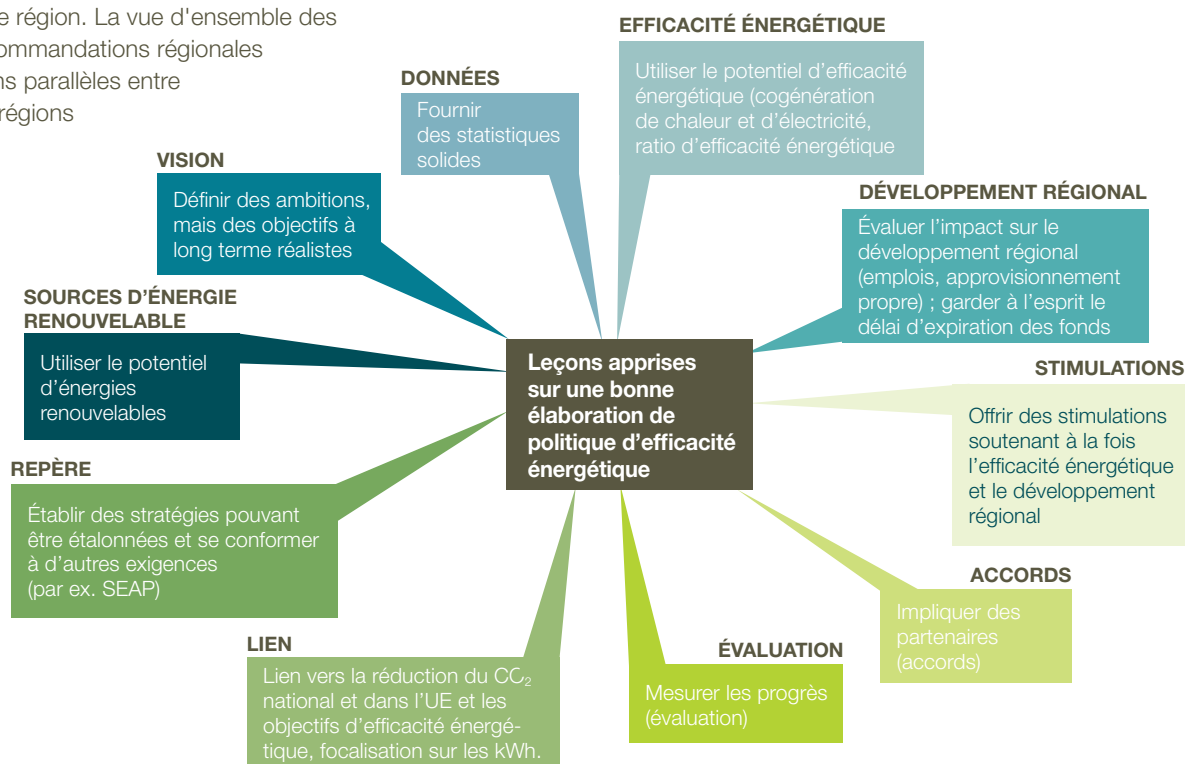 e région. La vue d'ensemble des
ommandations régionales
ns parallèles entre
régions
EFFICACITÉ ÉNERGÉTIQUE
Utiliser le potentiel d'efficacité
énergétique (cogénération
de chaleur et d'électricité,
ratio d'efficacité énergétique
DONNÉES
Fournir
des statistiques
solides
VISION
Définir des ambitions,
mais des objectifs à
long terme réalistes
DÉVELOPPEMENT RÉGIONAL
Évaluer l'impact sur le
développement régional
(emplois, approvisionnement
propre) ; garder à l'esprit le
délai d'expiration des fonds
SOURCES D'ÉNERGIE
RENOUVELABLE
Utiliser le potentiel
d'énergies
renouvelables
Leçons apprises
sur une bonne
élaboration de
politique d'efficacité
énergétique
STIMULATIONS
Offrir des stimulations
soutenant à la fois
l'efficacité énergétique
et le développement
régional
REPÈRE
Établir des stratégies pouvant
être étalonnées et se conformer
à d'autres exigences
(par ex. SEAP)
ACCORDS
Impliquer des
partenaires
(accords)
LIEN
Lien vers la réduction du CO₂
national et dans l'UE et les
objectifs d'efficacité énergé-
tique, focalisation sur les kWh.
ÉVALUATION
Mesurer les progrès
(évaluation)